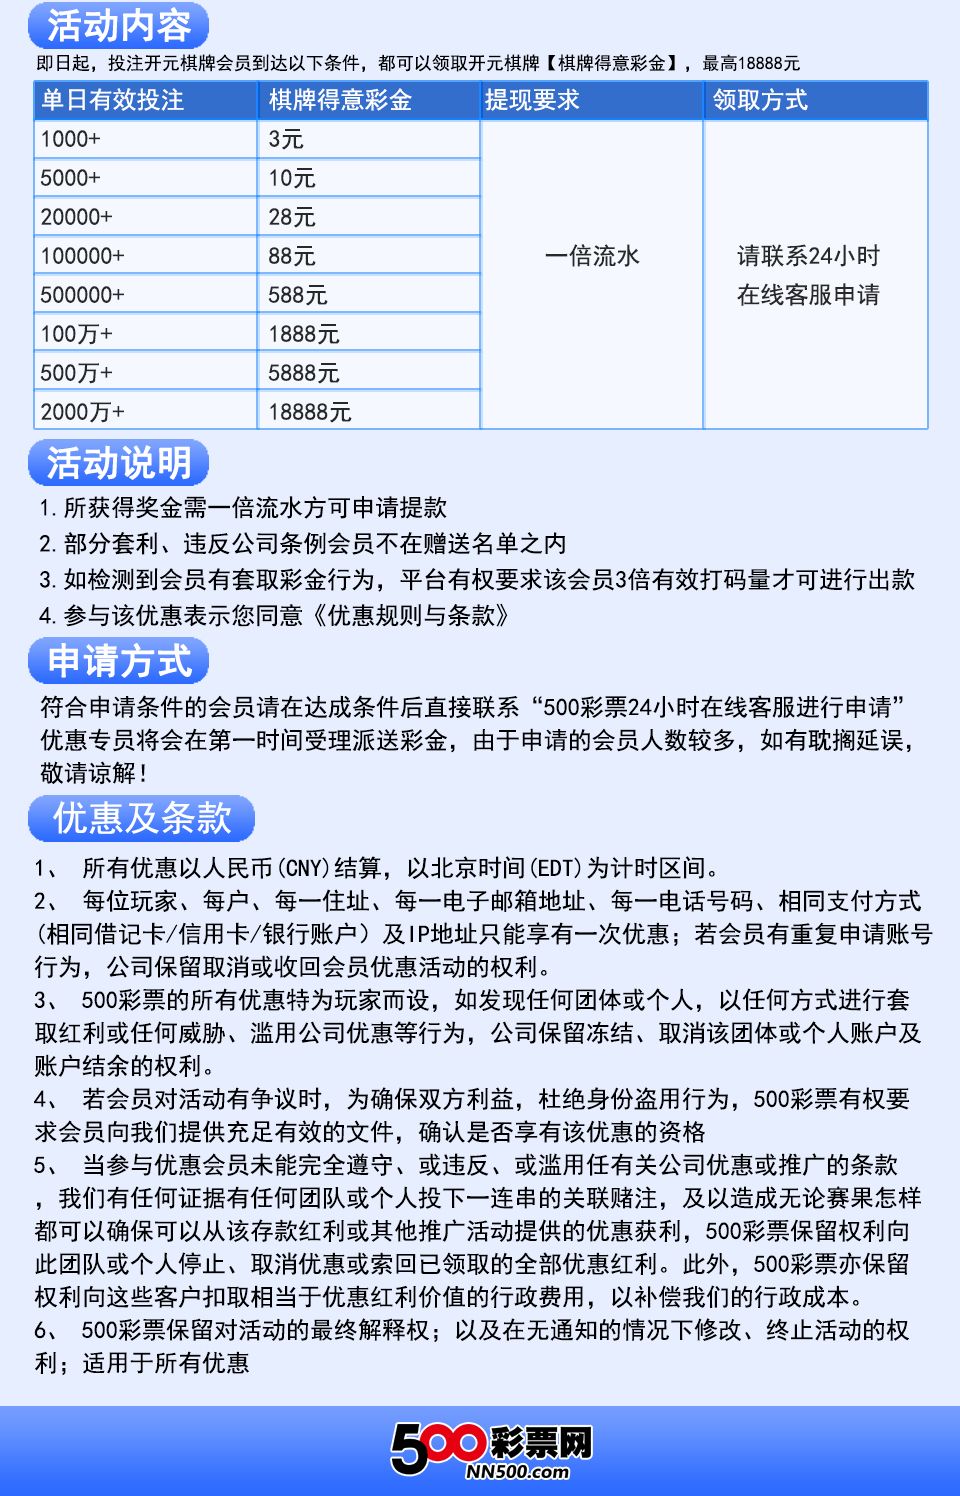 活动内容
即日起，投注开元棋牌会员到达以下条件，都可以领取开元棋牌【棋牌得意彩金】，最高18888元
单日有效投注 棋牌得意彩金 提现要求 领取方式
1000+ 3元
5000+ 10元
20000+ 28元
100000+ 88元 一倍流水 请联系24小时
500000+ 588元 在线客服申请
100万+ 1888元
500万+ 5888元
2000万+ 18888元
活动说明
1.所获得奖金需一倍流水方可申请提款
2.部分套利、违反公司条例会员不在赠送名单之内
3.如检测到会员有套取彩金行为，平台有权要求该会员3倍有效打码量才可进行出款
4.参与该优惠表示您同意《优惠规则与条款》
申请方式
符合申请条件的会员请在达成条件后直接联系“500彩票24小时在线客服进行申请”
优惠专员将会在第一时间受理派送彩金，由于申请的会员人数较多，如有耽搁延误，
敬请谅解！
优惠及条款
1、 所有优惠以人民币(CNY)结算，以北京时间(EDT)为计时区间。
2、 每位玩家、每户、每一住址、每一电子邮箱地址、每一电话号码、相同支付方式
(相同借记卡/信用卡/银行账户）及IP地址只能享有一次优惠；若会员有重复申请账号
行为，公司保留取消或收回会员优惠活动的权利。
3、 500彩票的所有优惠特为玩家而设，如发现任何团体或个人，以任何方式进行套
取红利或任何威胁、滥用公司优惠等行为，公司保留冻结、取消该团体或个人账户及
账户结余的权利。
4、 若会员对活动有争议时，为确保双方利益，杜绝身份盗用行为，500彩票有权要
求会员向我们提供充足有效的文件，确认是否享有该优惠的资格
5、 当参与优惠会员未能完全遵守、或违反、或滥用任有关公司优惠或推广的条款
，我们有任何证据有任何团队或个人投下一连串的关联赌注，及以造成无论赛果怎样
都可以确保可以从该存款红利或其他推广活动提供的优惠获利，500彩票保留权利向
此团队或个人停止、取消优惠或索回已领取的全部优惠红利。此外，500彩票亦保留
权利向这些客户扣取相当于优惠红利价值的行政费用，以补偿我们的行政成本。
6、 500彩票保留对活动的最终解释权；以及在无通知的情况下修改、终止活动的权
利；适用于所有优惠
500彩票网
NN500.com